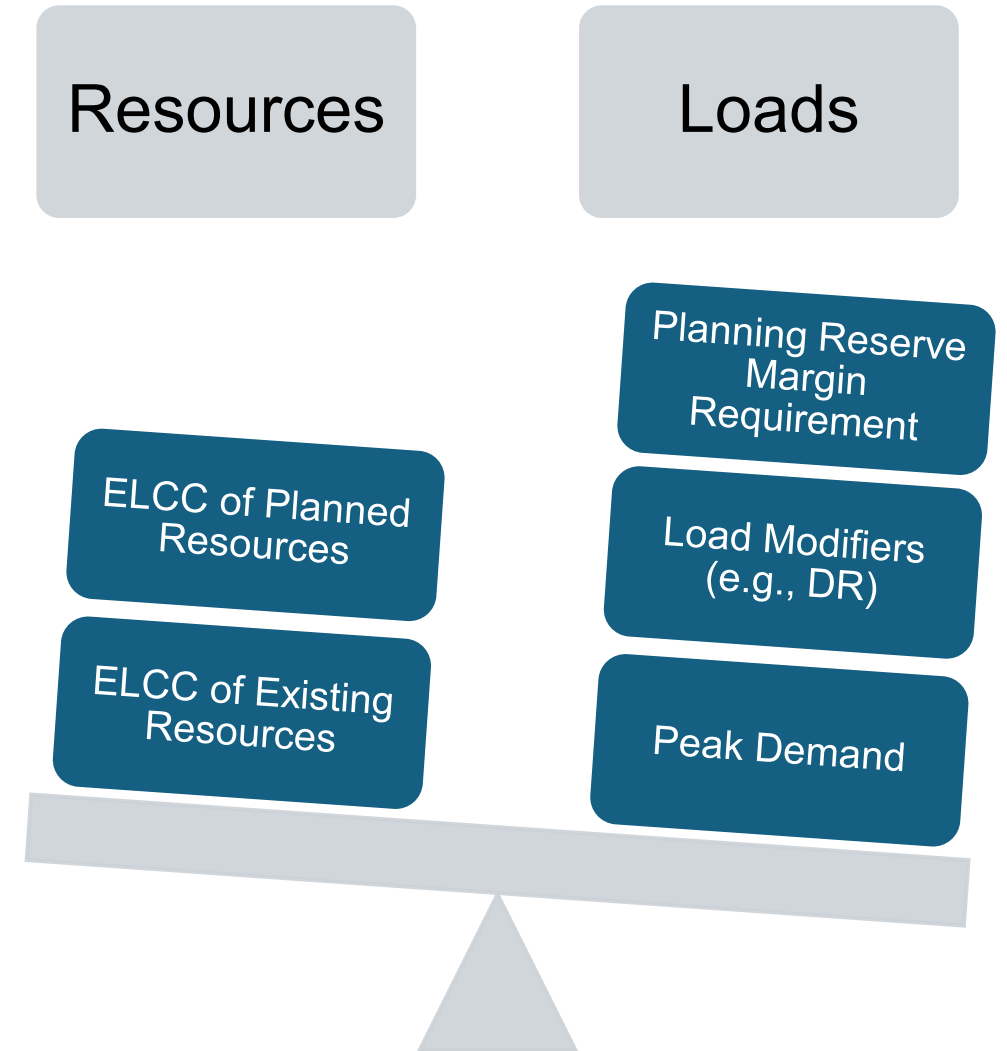 Resources
Loads
Planning Reserve
Margin
Requirement
ELCC of Planned
Resources
Load Modifiers
(e.g., DR)
ELCC of Existing
Resources
Peak Demand